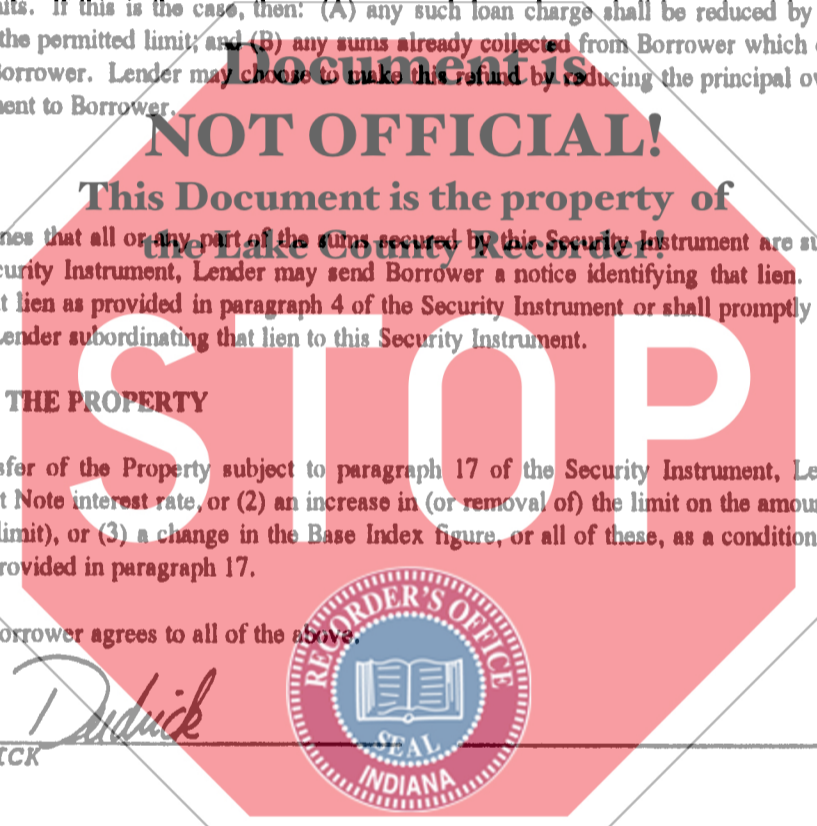 its. If this is the case, then: (A) any such loan charge shall be reduced by
the permitted limit; and (B) any sums already collected from Borrower which
Borrower. Lender may choose to make this refund by reducing the principal
ment to Borrower.
Document is
NOT OFFICIAL!
This Document is the property of
the Lake County Recorder!
nes that all or any part of the sums secured by this Security Instrument are
curity Instrument, Lender may send Borrower a notice identifying that lien.
t lien as provided in paragraph 4 of the Security Instrument or shall promptly
Lender subordinating that lien to this Security Instrument.
STOP
THE PROPERTY
sfer of the Property subject to paragraph 17 of the Security Instrument, Le
t Note interest rate, or (2) an increase in (or removal of) the limit on the amou
limit), or (3) a change in the Base Index figure, or all of these, as a condition
rovided in paragraph 17.
orrower agrees to all of the above.
Dudzick
ICK
RECORDER'S OFFICE
SEAL
INDIANA